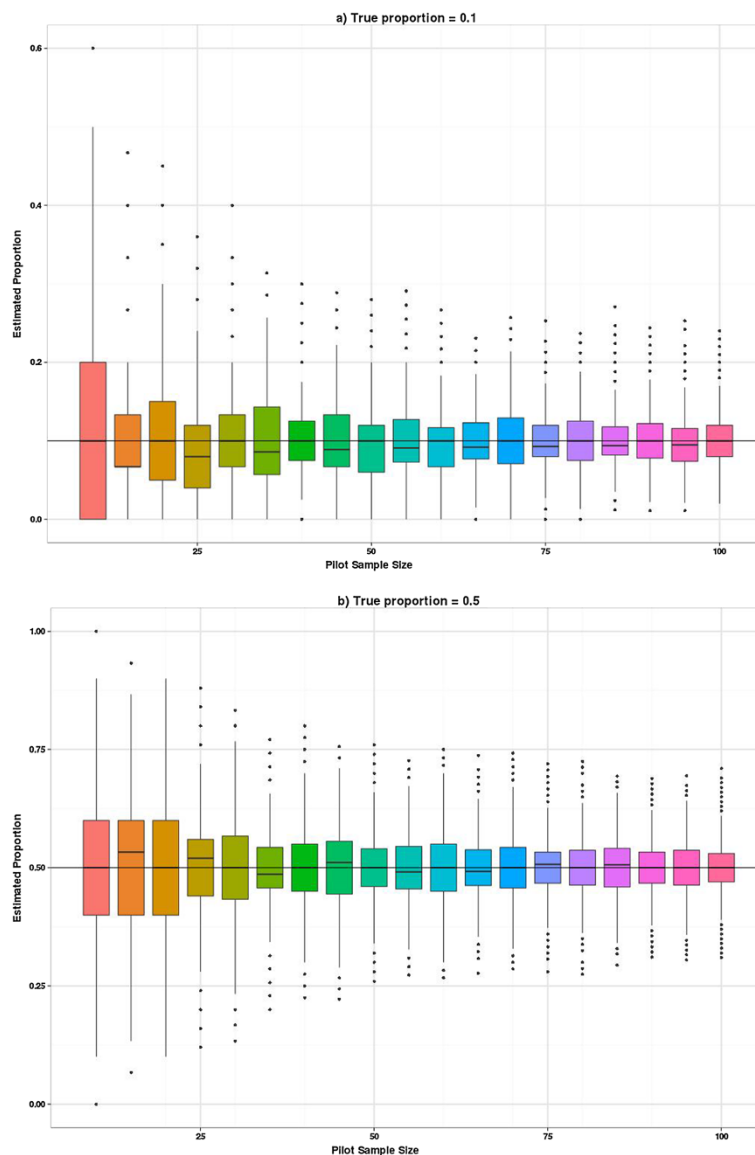 a) True proportion = 0.1
0.6
0.4
0.2
0.0
Estimated Proportion
25 50 75 100
Pilot Sample Size
b) True proportion = 0.5
1.00
0.75
0.50
0.25
0.00
Estimated Proportion
25 50 75 100
Pilot Sample Size